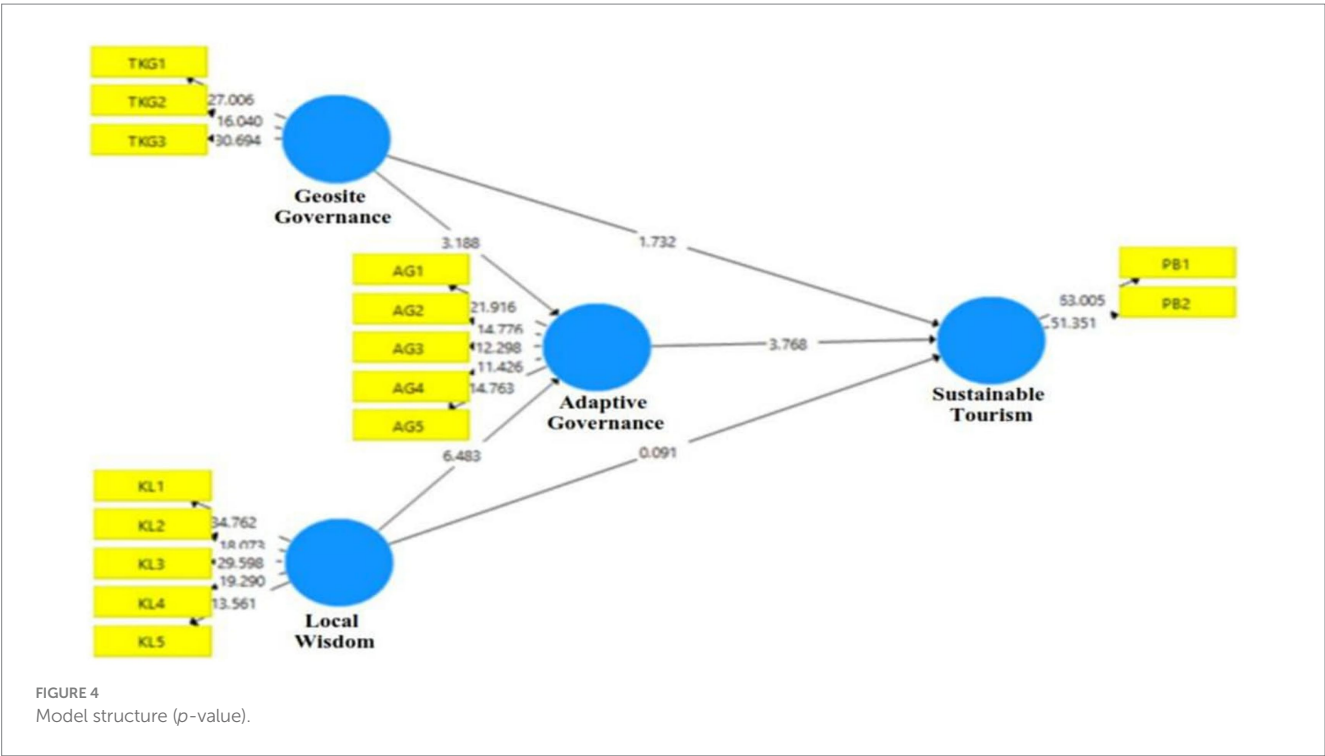 TKG1
TKG2
TKG3
27.006
16.040
30.694
Geosite
Governance
3.188
1.732
AG1
AG2
AG3
AG4
AG5
21.916
14.776
12.298
11.426
14.763
Adaptive
Governance
3.768
PB1
PB2
53.005
51.351
Sustainable
Tourism
6.483
0.091
KL1
KL2
KL3
KL4
KL5
34.762
18.073
29.598
19.290
13.561
Local
Wisdom
FIGURE 4
Model structure (p-value).